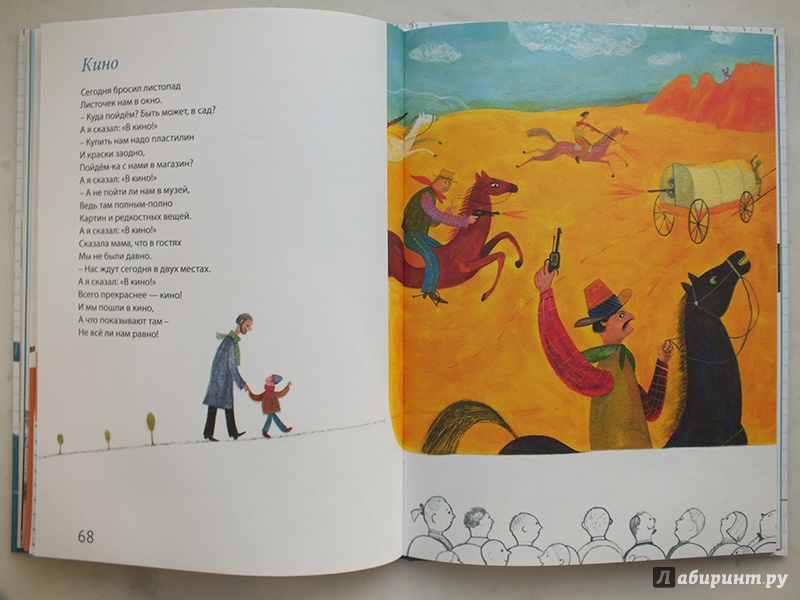 Кино
Сегодня бросил листопад
Листочек нам в окно.
– Куда пойдём? Быть может, в сад?
А я сказал: «В кино!»
– Купить нам надо пластилин
И краски заодно,
Пойдём-ка с нами в магазин?
А я сказал: «В кино!»
– А не пойти ли нам в музей,
Ведь там полным-полно
Картин и редкостных вещей.
А я сказал: «В кино!»
Сказала мама, что в гостях
Мы не были давно.
– Нас ждут сегодня в двух местах.
А я сказал: «В кино!»
Всего прекраснее — кино!
И мы пошли в кино,
А что показывают там –
Не всё ли нам равно!
68
Лабиринт.ру